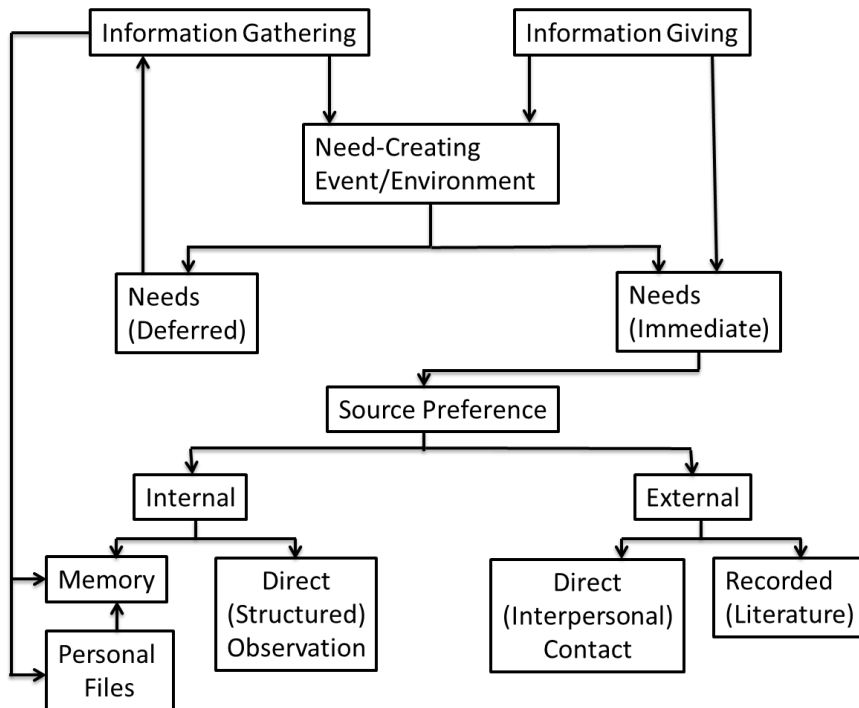 Information Gathering
Information Giving
Need-Creating
Event/Environment
Needs
(Deferred)
Needs
(Immediate)
Source Preference
Internal
External
Memory
Direct
(Structured)
Observation
Direct
(Interpersonal)
Contact
Recorded
(Literature)
Personal
Files